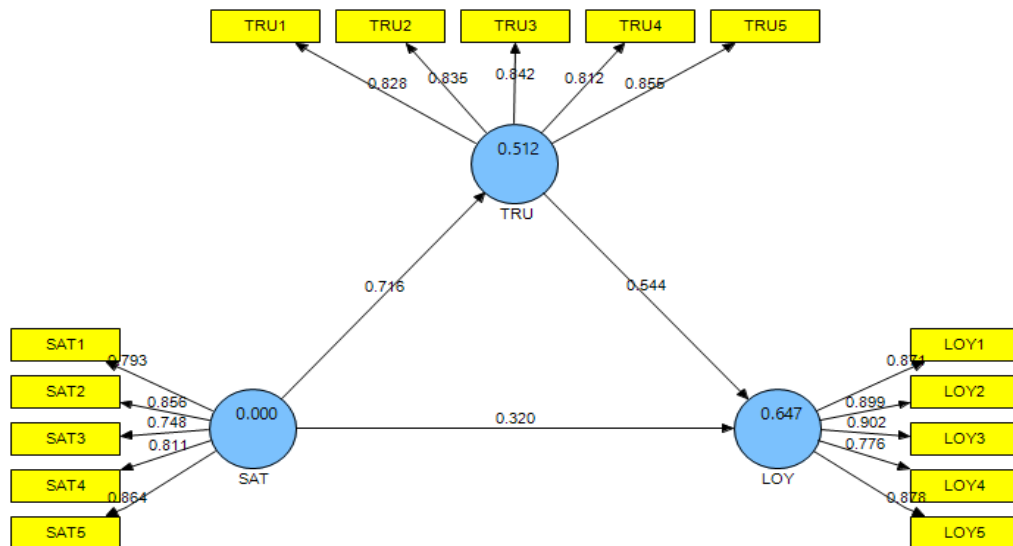 TRU1 TRU2 TRU3 TRU4 TRU5
0.828 0.835 0.842 0.812 0.855
0.512
TRU
0.716 0.544
SAT1
SAT2
SAT3
SAT4
SAT5
0.793
0.856
0.748
0.811
0.864
0.000
SAT
0.320
0.647
LOY
0.871
0.899
0.902
0.776
0.878
LOY1
LOY2
LOY3
LOY4
LOY5